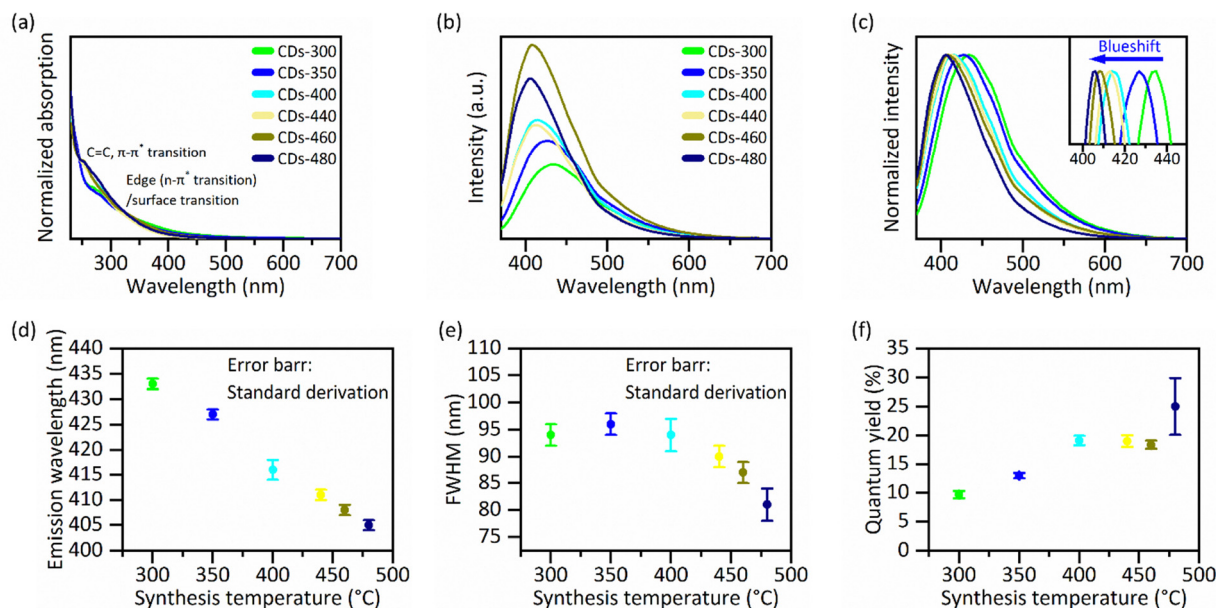 (a)
Normalized absorption
CDs-300
CDs-350
CDs-400
CDs-440
CDs-460
CDs-480
C=C, π-π* transition
Edge (n-π* transition)
/surface transition
300 400 500 600 700
Wavelength (nm)
(b)
Intensity (a.u.)
CDs-300
CDs-350
CDs-400
CDs-440
CDs-460
CDs-480
400 500 600 700
Wavelength (nm)
(c)
Normalized intensity
Blueshift
400 420 440
400 500 600 700
Wavelength (nm)
(d)
Emission wavelength (nm)
440
435
430
425
420
415
410
405
400
Error barr:
Standard derivation
300 350 400 450 500
Synthesis temperature (°C)
(e)
FWHM (nm)
110
105
100
95
90
85
80
75
Error barr:
Standard derivation
300 350 400 450 500
Synthesis temperature (°C)
(f)
Quantum yield (%)
35
30
25
20
15
10
5
0
300 350 400 450 500
Synthesis temperature (°C)